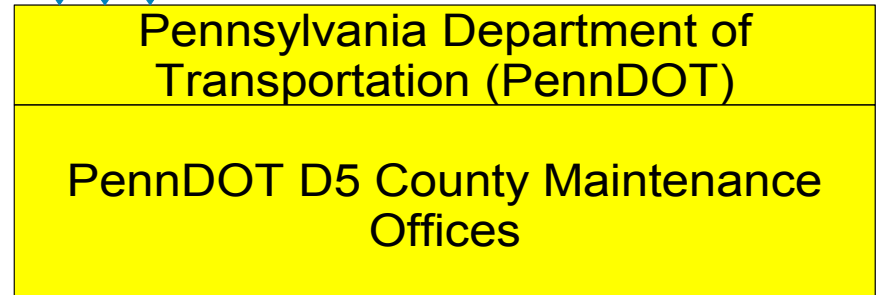 Pennsylvania Department of
Transportation (PennDOT)
PennDOT D5 County Maintenance
Offices